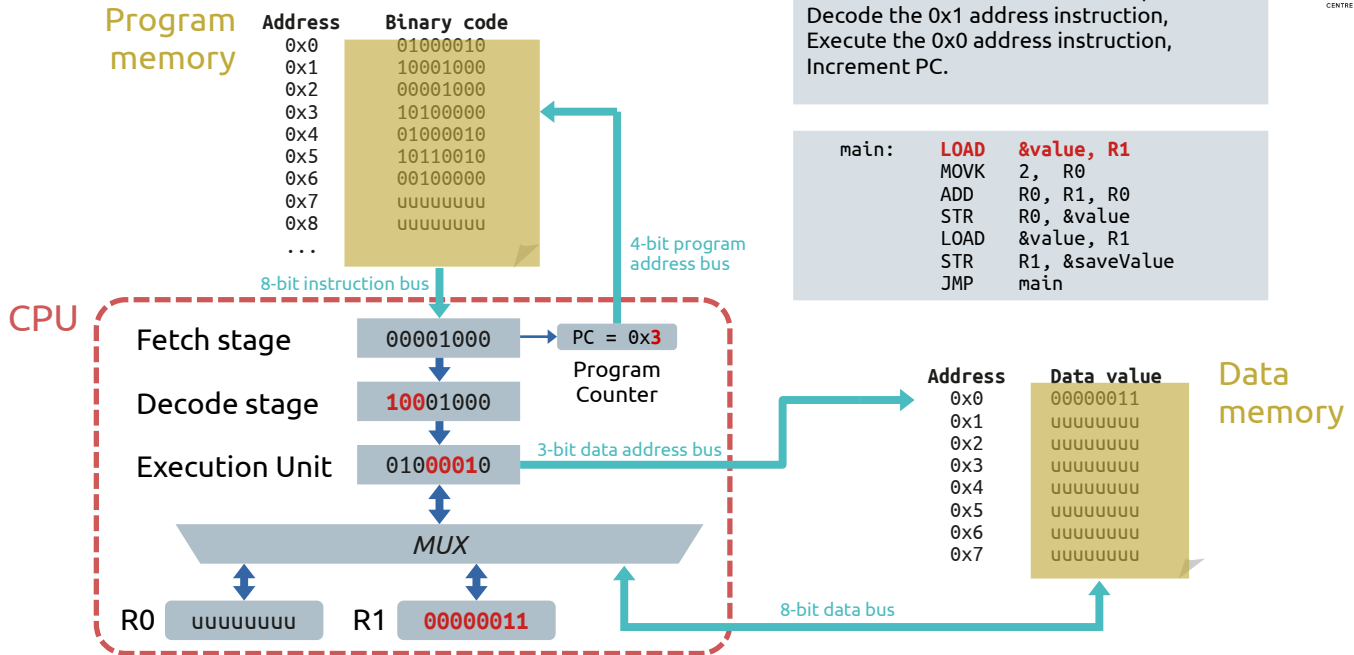 CENTRE
Program
memory
Address Binary code
0x0 01000010
0x1 10001000
0x2 00001000
0x3 10100000
0x4 01000010
0x5 10110010
0x6 00100000
0x7 uuuuuuuu
0x8 uuuuuuuu
...
Decode the 0x1 address instruction,
Execute the 0x0 address instruction,
Increment PC.
main: LOAD &value, R1
MOVK 2, R0
ADD R0, R1, R0
STR R0, &value
LOAD &value, R1
STR R1, &saveValue
JMP main
4-bit program
address bus
8-bit instruction bus
CPU
Fetch stage 00001000 PC = 0x3
Program
Counter
Decode stage 10001000
Execution Unit 01000010
3-bit data address bus
MUX
R0 uuuuuuuu R1 00000011
8-bit data bus
Address Data value
0x0 00000011
0x1 uuuuuuuu
0x2 uuuuuuuu
0x3 uuuuuuuu
0x4 uuuuuuuu
0x5 uuuuuuuu
0x6 uuuuuuuu
0x7 uuuuuuuu
Data
memory